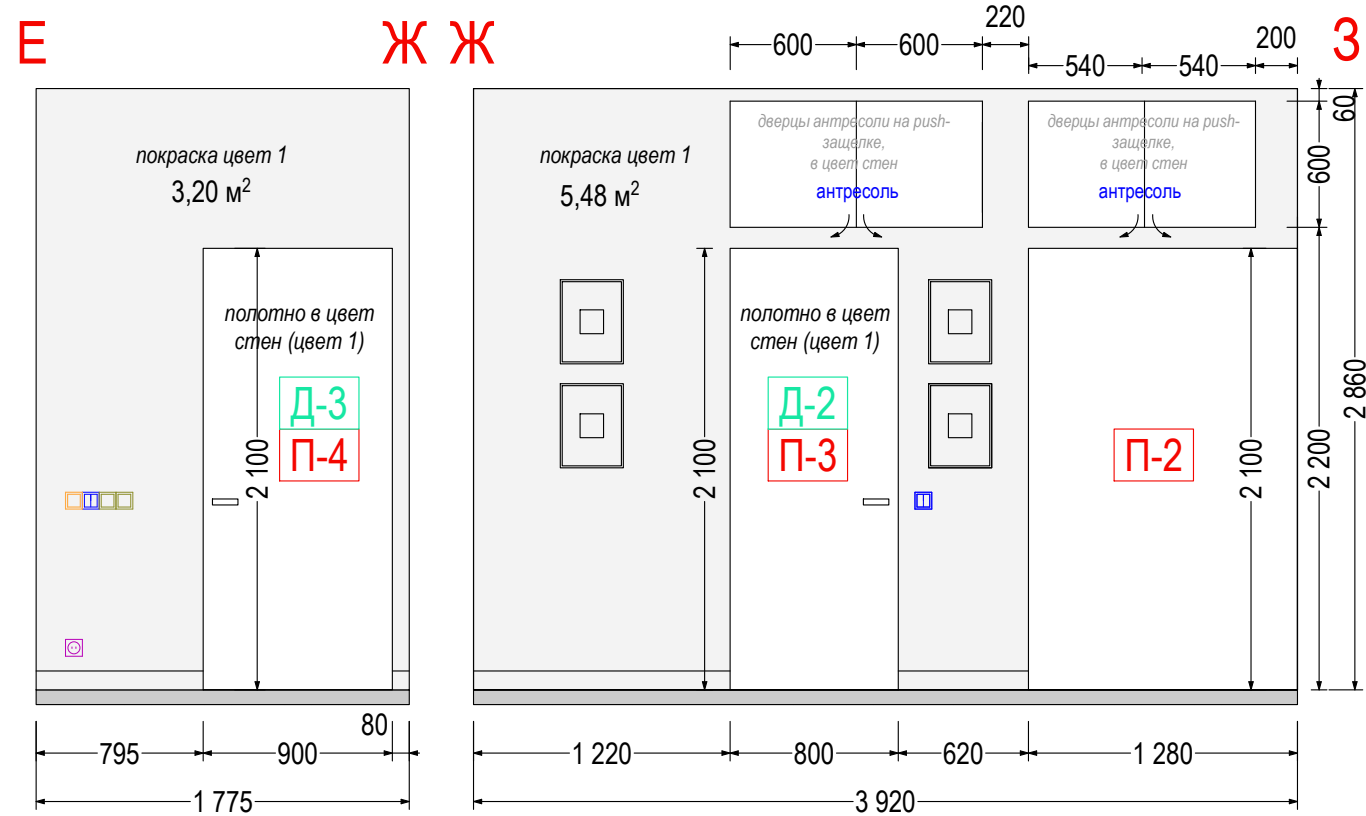 Е
Ж
Ж
З
600
600
220
540
540
200
покраска цвет 1
3,20 м²
полотно в цвет
стен (цвет 1)
Д-3
П-4
2 100
795
900
80
1 775
покраска цвет 1
5,48 м²
дверцы антресоли на push-
защелке,
в цвет стен
антресоль
дверцы антресоли на push-
защелке,
в цвет стен
антресоль
полотно в цвет
стен (цвет 1)
Д-2
П-3
2 100
П-2
2 100
60
600
2 200
2 860
1 220
800
620
1 280
3 920